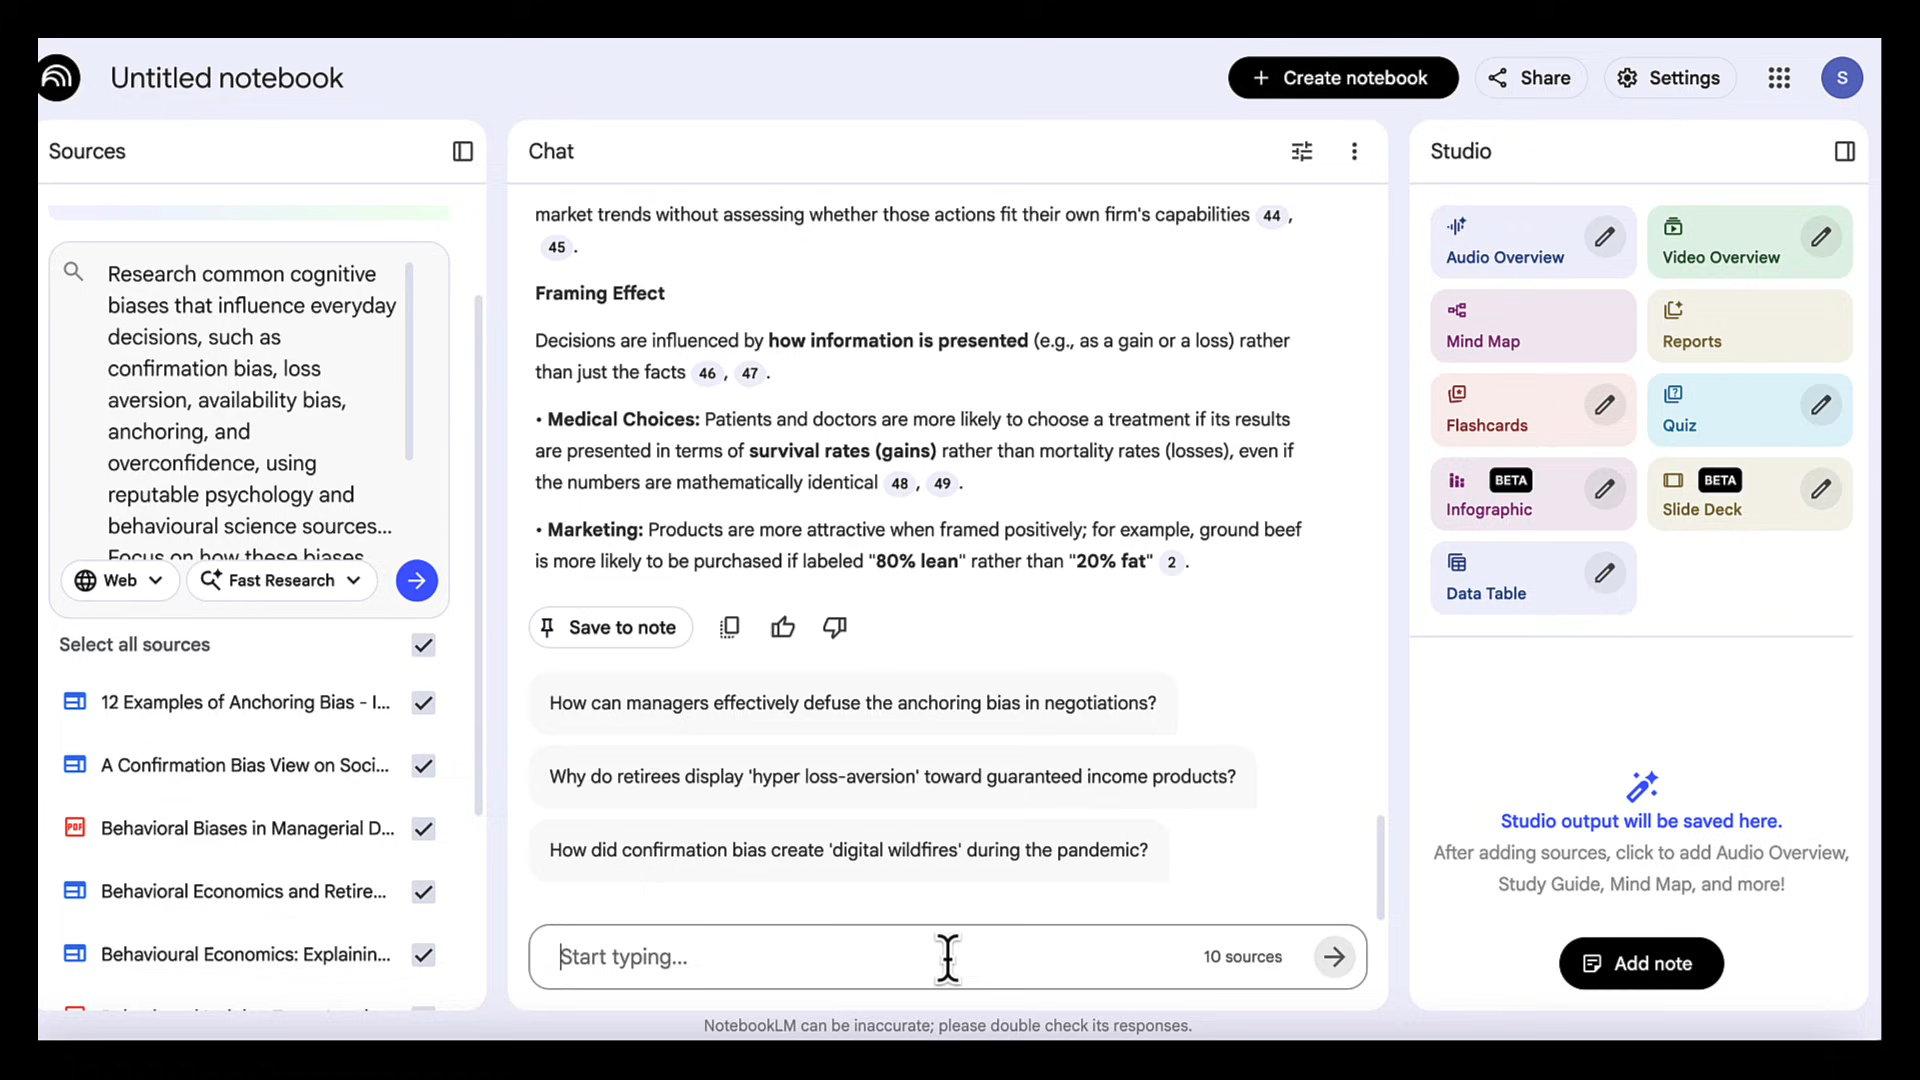 Untitled notebook
Create notebook
Share
Settings
S
Sources
Research common cognitive
biases that influence everyday
decisions, such as
confirmation bias, loss
aversion, availability bias,
anchoring, and
overconfidence, using
reputable psychology and
behavioural science sources...
Focus on how these biases
Web
Fast Research
Select all sources
12 Examples of Anchoring Bias - I...
A Confirmation Bias View on Soci...
PDF
Behavioral Biases in Managerial D...
Behavioral Economics and Retire...
Behavioural Economics: Explainin...
Chat
market trends without assessing whether those actions fit their own firm's capabilities 44 ,
45 .
Framing Effect
Decisions are influenced by how information is presented (e.g., as a gain or a loss) rather
than just the facts 46 , 47 .
• Medical Choices: Patients and doctors are more likely to choose a treatment if its results
are presented in terms of survival rates (gains) rather than mortality rates (losses), even if
the numbers are mathematically identical 48 , 49 .
• Marketing: Products are more attractive when framed positively; for example, ground beef
is more likely to be purchased if labeled "80% lean" rather than "20% fat" 2 .
Save to note
How can managers effectively defuse the anchoring bias in negotiations?
Why do retirees display 'hyper loss-aversion' toward guaranteed income products?
How did confirmation bias create 'digital wildfires' during the pandemic?
Start typing...
10 sources
NotebookLM can be inaccurate; please double check its responses.
Studio
Audio Overview
Video Overview
Mind Map
Reports
Flashcards
Quiz
BETA
Infographic
BETA
Slide Deck
Data Table
Studio output will be saved here.
After adding sources, click to add Audio Overview,
Study Guide, Mind Map, and more!
Add note